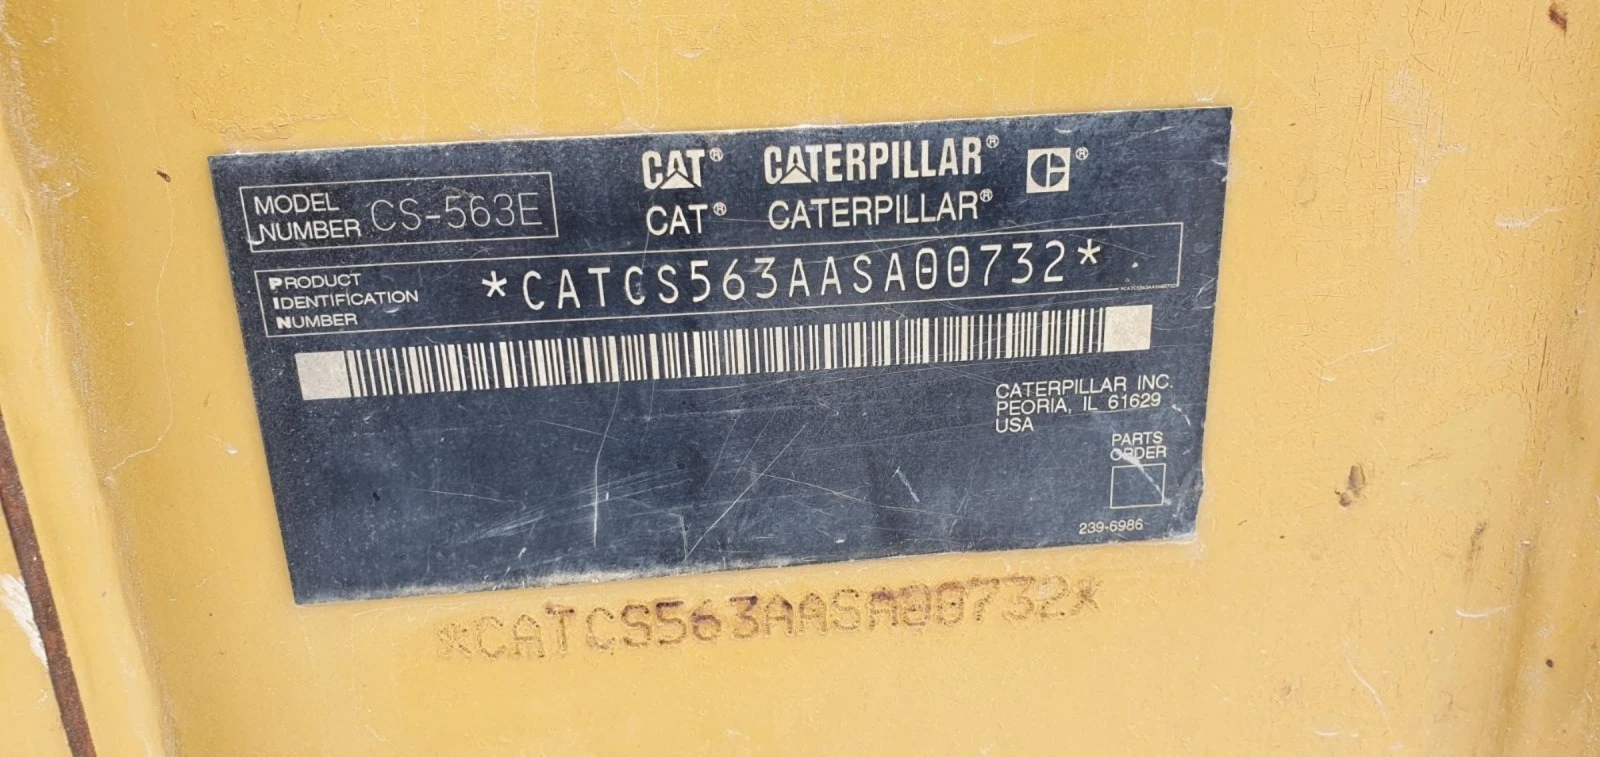 CAT® CATERPILLAR® ®
CAT® CATERPILLAR®
MODEL
NUMBER CS-563E
PRODUCT
IDENTIFICATION
NUMBER
*CATCS563AASA00732*
CATERPILLAR INC.
PEORIA, IL 61629
USA
PARTS
ORDER
239-6986
*CATCS563AASA00732*